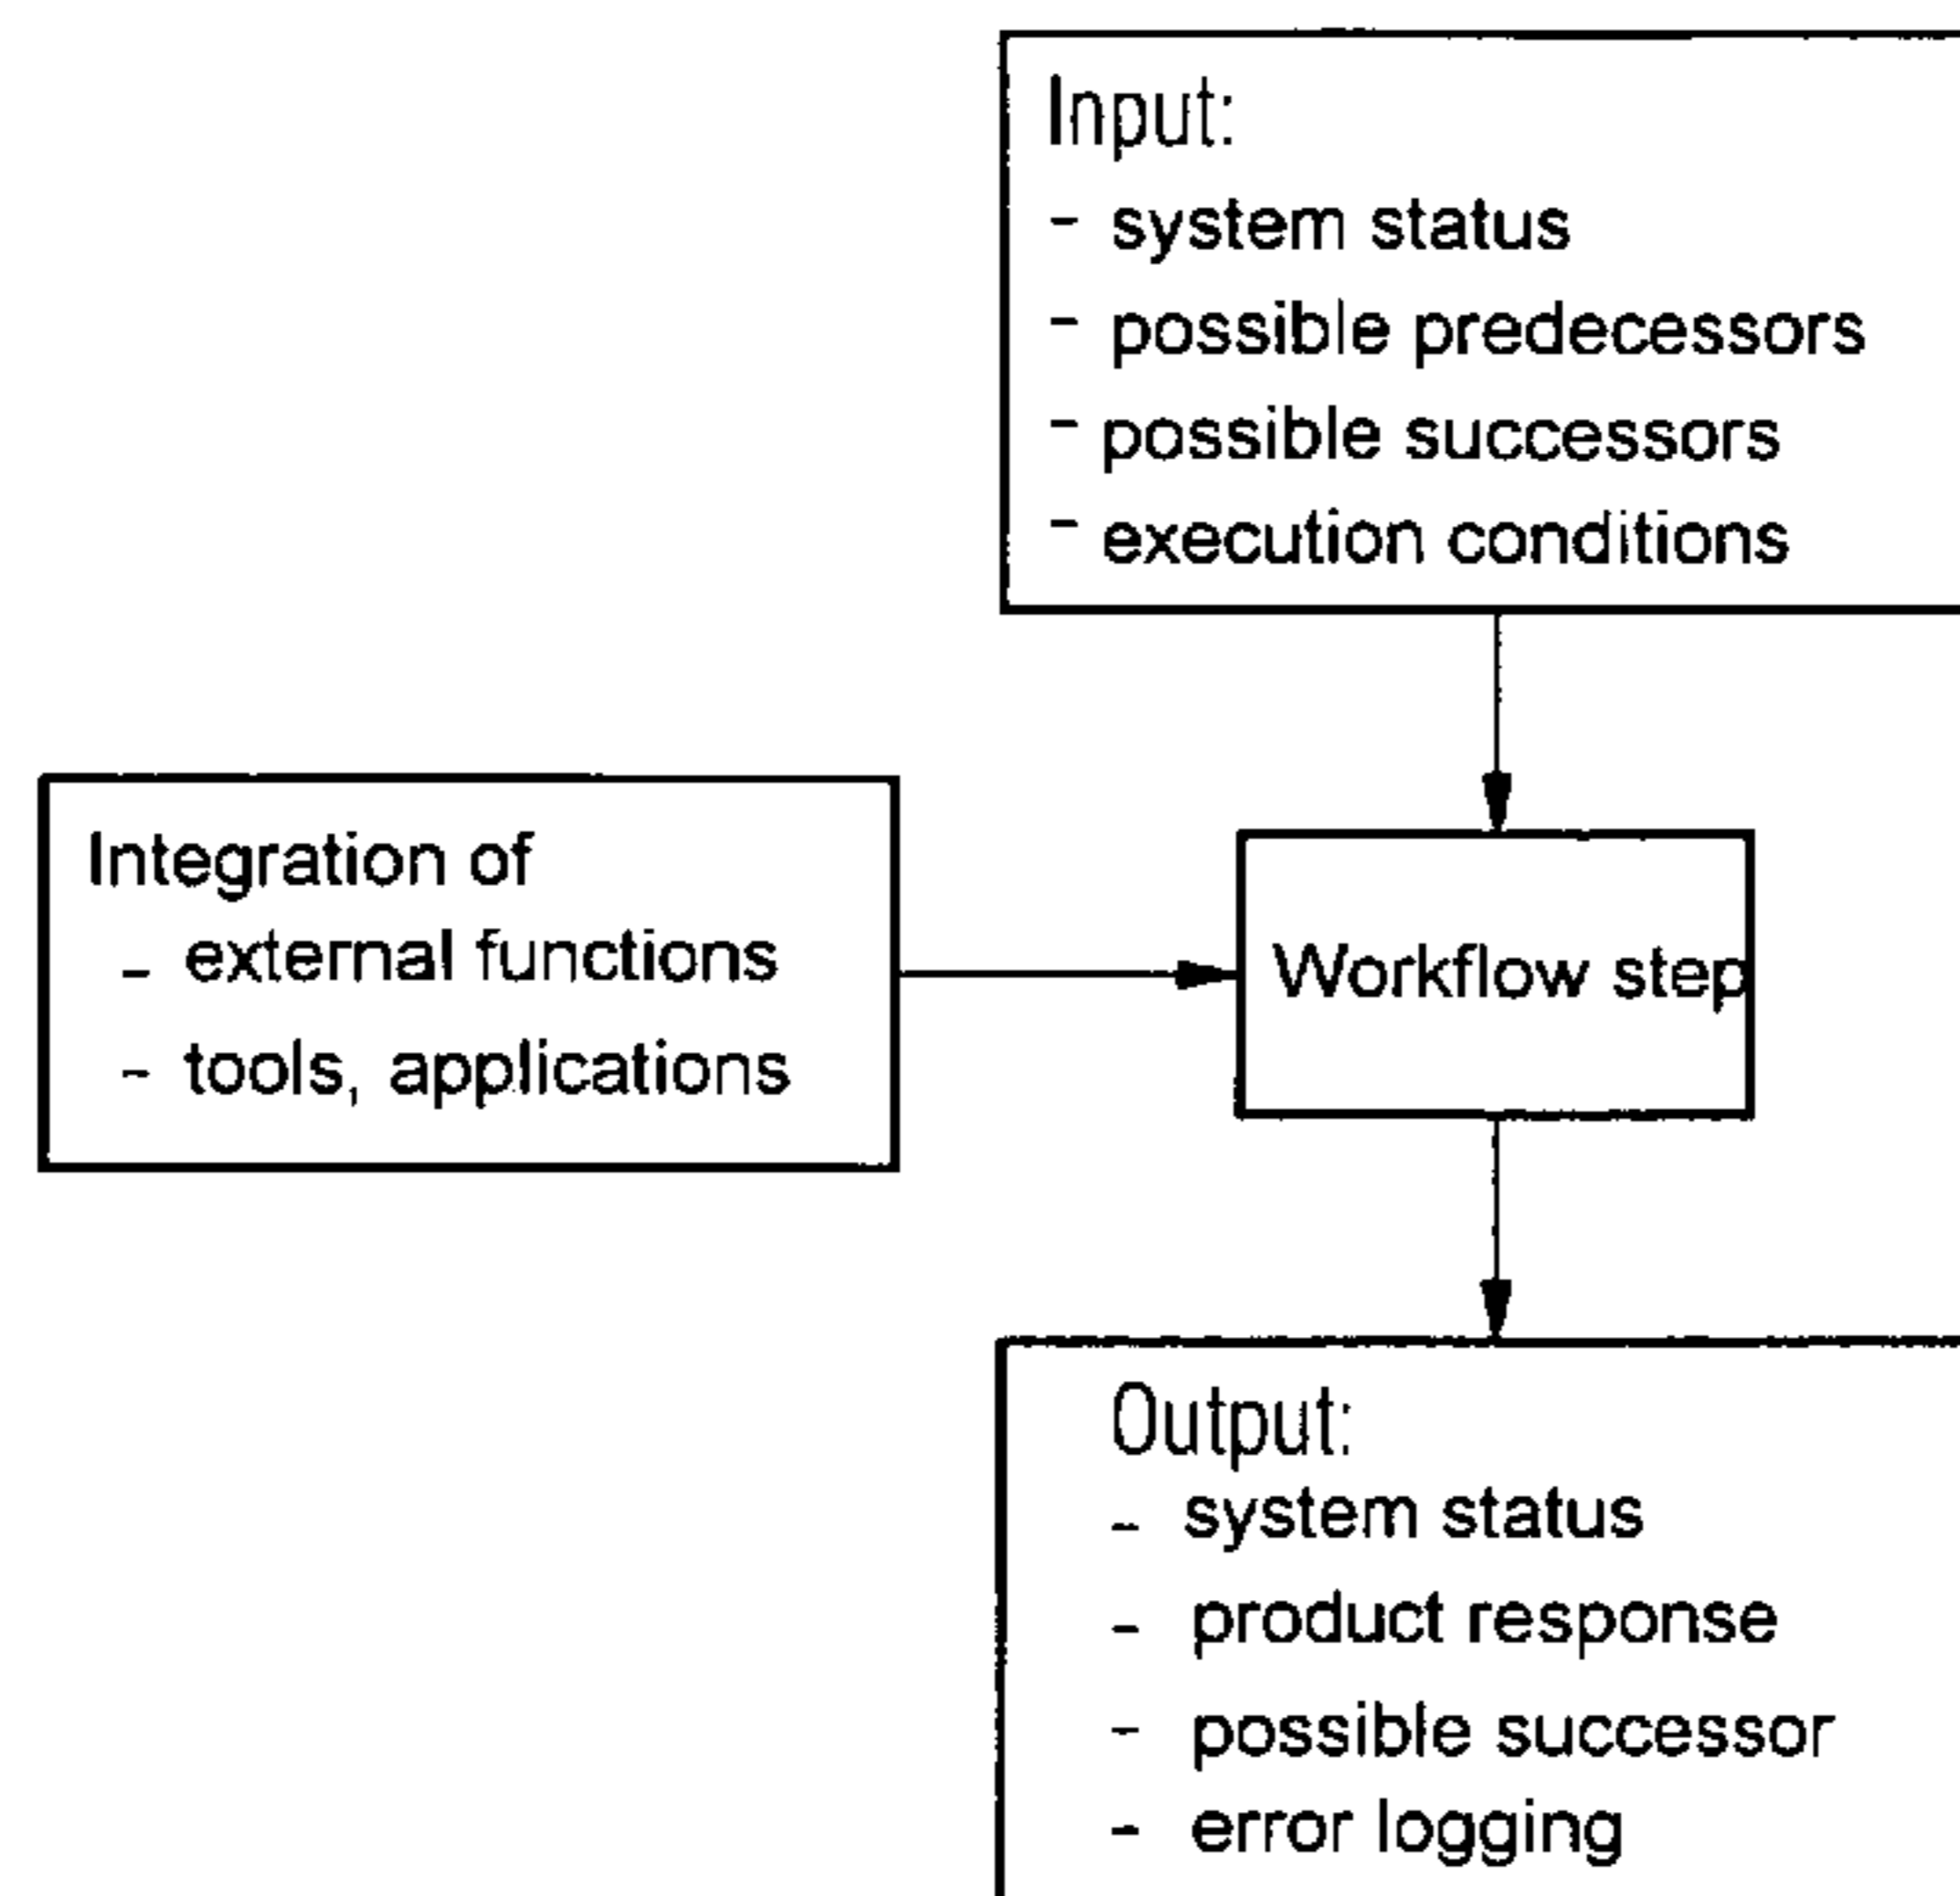 Input:
- system status
- possible predecessors
- possible successors
- execution conditions
Integration of
- external functions
- tools, applications
Workflow step
Output:
- system status
- product response
- possible successor
- error logging